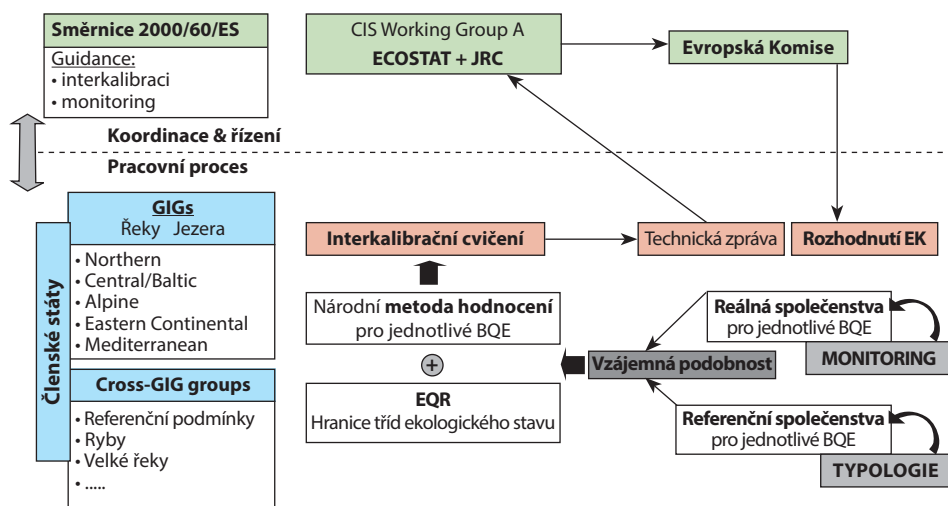 Směrnice 2000/60/ES
Guidance:
• interkalibraci
• monitoring
CIS Working Group A
ECOSTAT + JRC
Evropská Komise
Koordinace & řízení
Pracovní proces
Členské státy
GIGs
Řeky Jezera
• Northern
• Central/Baltic
• Alpine
• Eastern Continental
• Mediterranean
Cross-GIG groups
• Referenční podmínky
• Ryby
• Velké řeky
• .....
Interkalibrační cvičení
Technická zpráva
Rozhodnutí EK
Národní metoda hodnocení
pro jednotlivé BQE
+
EQR
Hranice tříd ekologického stavu
Vzájemná podobnost
Reálná společenstva
pro jednotlivé BQE
MONITORING
Referenční společenstva
pro jednotlivé BQE
TYPOLOGIE